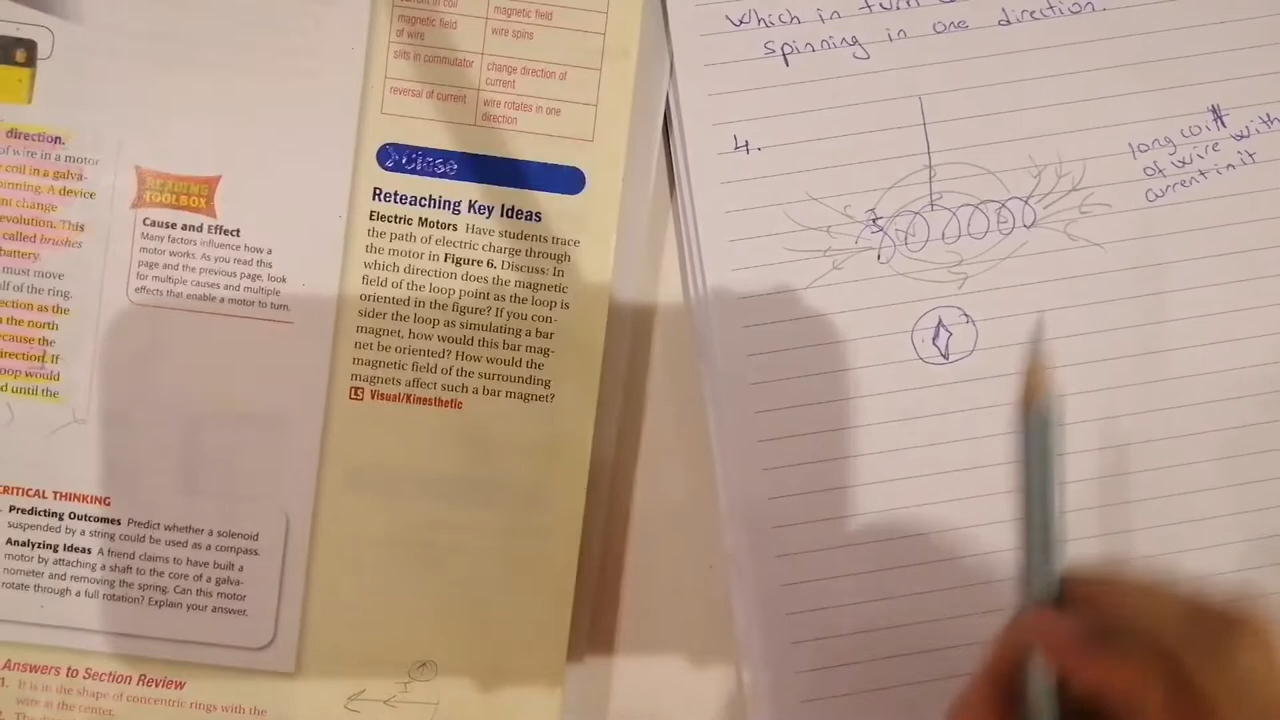 direction.
of wire in a motor
coil in a galva-
pinning. A device
nt change
evolution. This
called brushes
battery.
must move
alf of the ring.
ection as the
the north
ecause the
irection. If
oop would
d until the
READING
TOOLBOX
Cause and Effect
Many factors influence how a
motor works. As you read this
page and the previous page, look
for multiple causes and multiple
effects that enable a motor to turn.
CRITICAL THINKING
Predicting Outcomes Predict whether a solenoid
suspended by a string could be used as a compass.
Analyzing Ideas A friend claims to have built a
motor by attaching a shaft to the core of a galva-
nometer and removing the spring. Can this motor
rotate through a full rotation? Explain your answer.
Answers to Section Review
1. It is in the shape of concentric rings with the
wire at the center.
in coil
magnetic field
magnetic field
of wire
wire spins
slits in commutator
change direction of
current
reversal of current
wire rotates in one
direction
Close
Reteaching Key Ideas
Electric Motors Have students trace
the path of electric charge through
the motor in Figure 6. Discuss: In
which direction does the magnetic
field of the loop point as the loop is
oriented in the figure? If you con-
sider the loop as simulating a bar
magnet, how would this bar mag-
net be oriented? How would the
magnetic field of the surrounding
magnets affect such a bar magnet?
LS Visual/Kinesthetic
Which in turn
spinning in one direction.
4.
long coil
of wire with
current in it